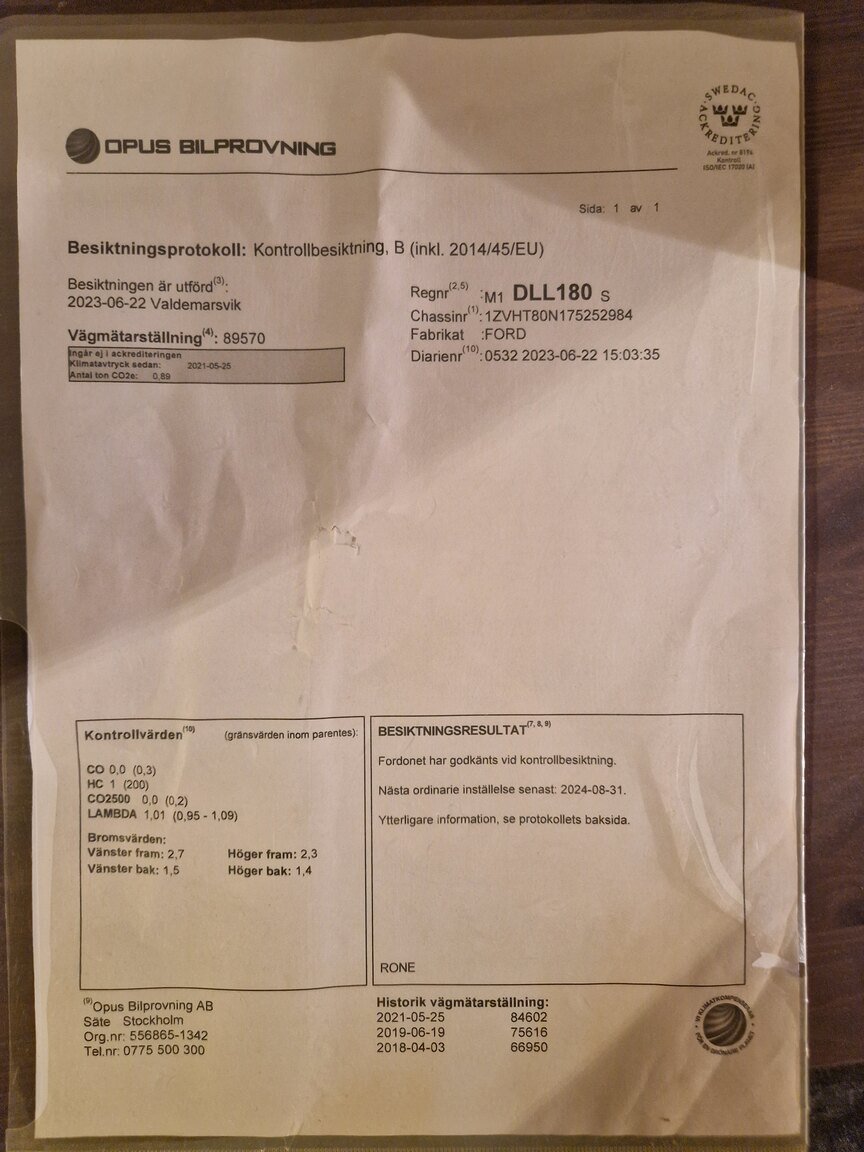 OPUS BILPROVNING
SWEDAC ACKREDITERING
Ackred. nr 8196
Kontroll
ISO/IEC 17020 (A)
Sida: 1 av 1
Besiktningsprotokoll: Kontrollbesiktning, B (inkl. 2014/45/EU)
Besiktningen är utförd(3):
2023-06-22 Valdemarsvik
Vägmätarställning(4): 89570
Ingår ej i ackrediteringen
Klimatavtryck sedan: 2021-05-25
Antal ton CO2e: 0,89
Regnr(2,5) :M1 DLL180 S
Chassinr(1):1ZVHT80N175252984
Fabrikat :FORD
Diarienr(10):0532 2023-06-22 15:03:35
Kontrollvärden(10) (gränsvärden inom parentes):
CO 0,0 (0,3)
HC 1 (200)
CO2500 0,0 (0,2)
LAMBDA 1,01 (0,95 - 1,09)
Bromsvärden:
Vänster fram: 2,7 Höger fram: 2,3
Vänster bak: 1,5 Höger bak: 1,4
BESIKTNINGSRESULTAT(7, 8, 9)
Fordonet har godkänts vid kontrollbesiktning.
Nästa ordinarie inställelse senast: 2024-08-31.
Ytterligare information, se protokollets baksida.
RONE
(9)Opus Bilprovning AB
Säte Stockholm
Org.nr: 556865-1342
Tel.nr: 0775 500 300
Historik vägmätarställning:
2021-05-25 84602
2019-06-19 75616
2018-04-03 66950
VI KLIMATKOMPENSERAR
FÖR EN GRÖNARE PLANET